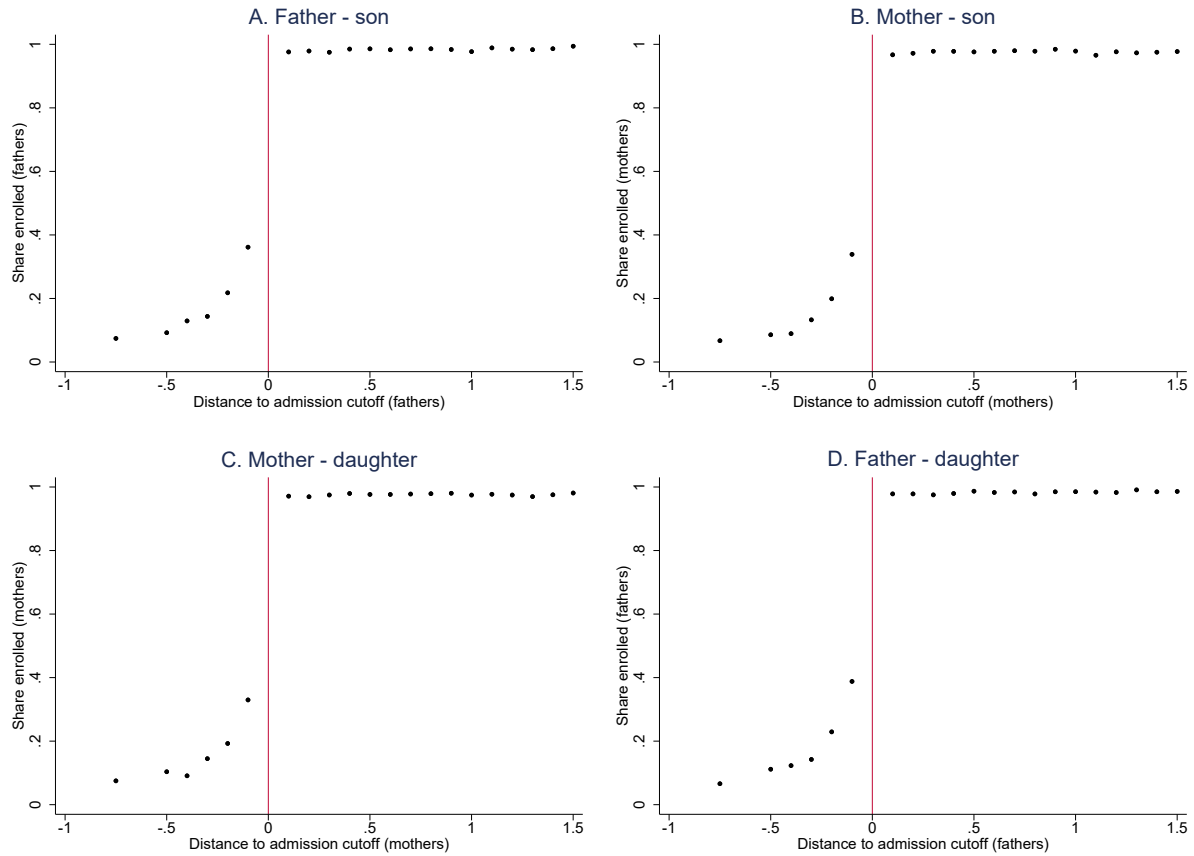 A. Father - son
Share enrolled (fathers)
1
.8
.6
.4
.2
0
-1 -.5 0 .5 1 1.5
Distance to admission cutoff (fathers)
B. Mother - son
Share enrolled (mothers)
1
.8
.6
.4
.2
0
-1 -.5 0 .5 1 1.5
Distance to admission cutoff (mothers)
C. Mother - daughter
Share enrolled (mothers)
1
.8
.6
.4
.2
0
-1 -.5 0 .5 1 1.5
Distance to admission cutoff (mothers)
D. Father - daughter
Share enrolled (fathers)
1
.8
.6
.4
.2
0
-1 -.5 0 .5 1 1.5
Distance to admission cutoff (fathers)